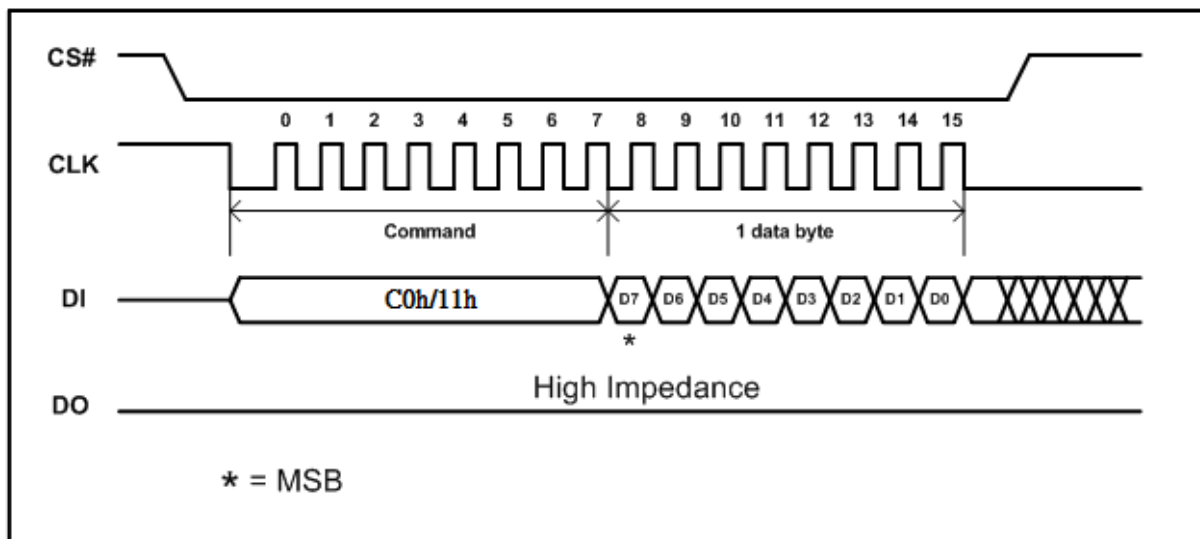 CS#
0 1 2 3 4 5 6 7 8 9 10 11 12 13 14 15
CLK
Command 1 data byte
DI C0h/11h D7 D6 D5 D4 D3 D2 D1 D0
*
High Impedance
DO
* = MSB